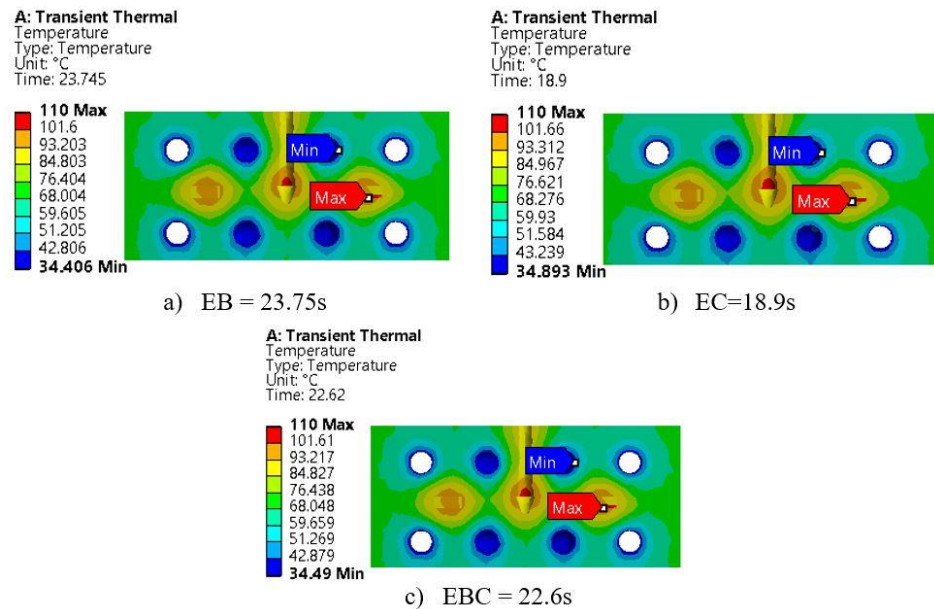 A: Transient Thermal
Temperature
Type: Temperature
Unit: °C
Time: 23.745
110 Max
101.6
93.203
84.803
76.404
68.004
59.605
51.205
42.806
34.406 Min
Min
Max
a) EB = 23.75s
A: Transient Thermal
Temperature
Type: Temperature
Unit: °C
Time: 18.9
110 Max
101.66
93.312
84.967
76.621
68.276
59.93
51.584
43.239
34.893 Min
Min
Max
b) EC=18.9s
A: Transient Thermal
Temperature
Type: Temperature
Unit: °C
Time: 22.62
110 Max
101.61
93.217
84.827
76.438
68.048
59.659
51.269
42.879
34.49 Min
Min
Max
c) EBC = 22.6s